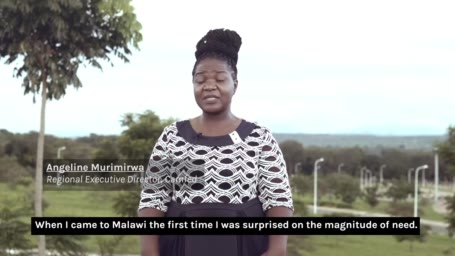 Angeline Murimirwa
Regional Executive Director, Camfed
When I came to Malawi the first time I was surprised on the magnitude of need.